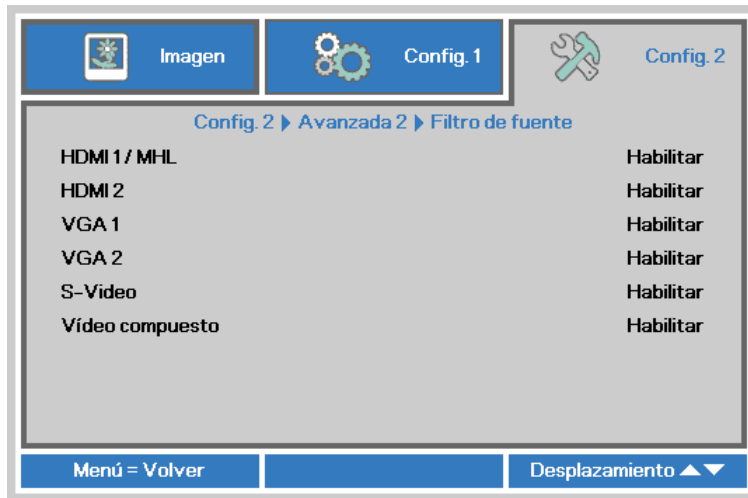 Imagen Config. 1 Config. 2
Config. 2 ▶ Avanzada 2 ▶ Filtro de fuente
HDMI 1 / MHL Habilitar
HDMI 2 Habilitar
VGA 1 Habilitar
VGA 2 Habilitar
S-Video Habilitar
Vídeo compuesto Habilitar
Menú = Volver Desplazamiento ▲▼